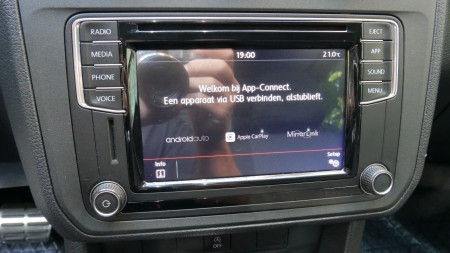 RADIO
MEDIA
PHONE
VOICE
EJECT
APP
SOUND
MENU
19:00
21.0°C
Welkom bij App-Connect.
Een apparaat via USB verbinden, alstublieft.
androidauto
Apple CarPlay
MirrorLink
Info
Setup
OFF